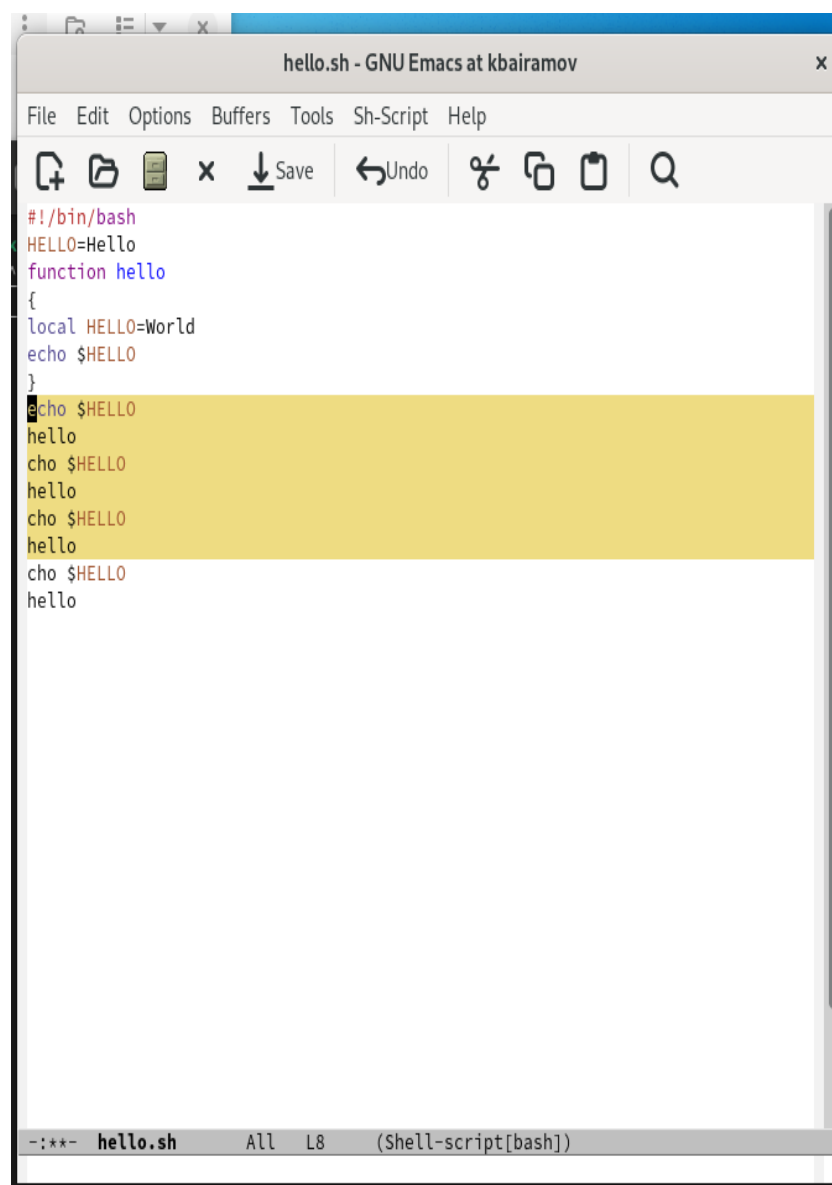 hello.sh - GNU Emacs at kbairamov
File Edit Options Buffers Tools Sh-Script Help
Save Undo
#!/bin/bash
HELLO=Hello
function hello
{
local HELLO=World
echo $HELLO
}
echo $HELLO
hello
cho $HELLO
hello
cho $HELLO
hello
cho $HELLO
hello
-:**- hello.sh All L8 (Shell-script[bash])